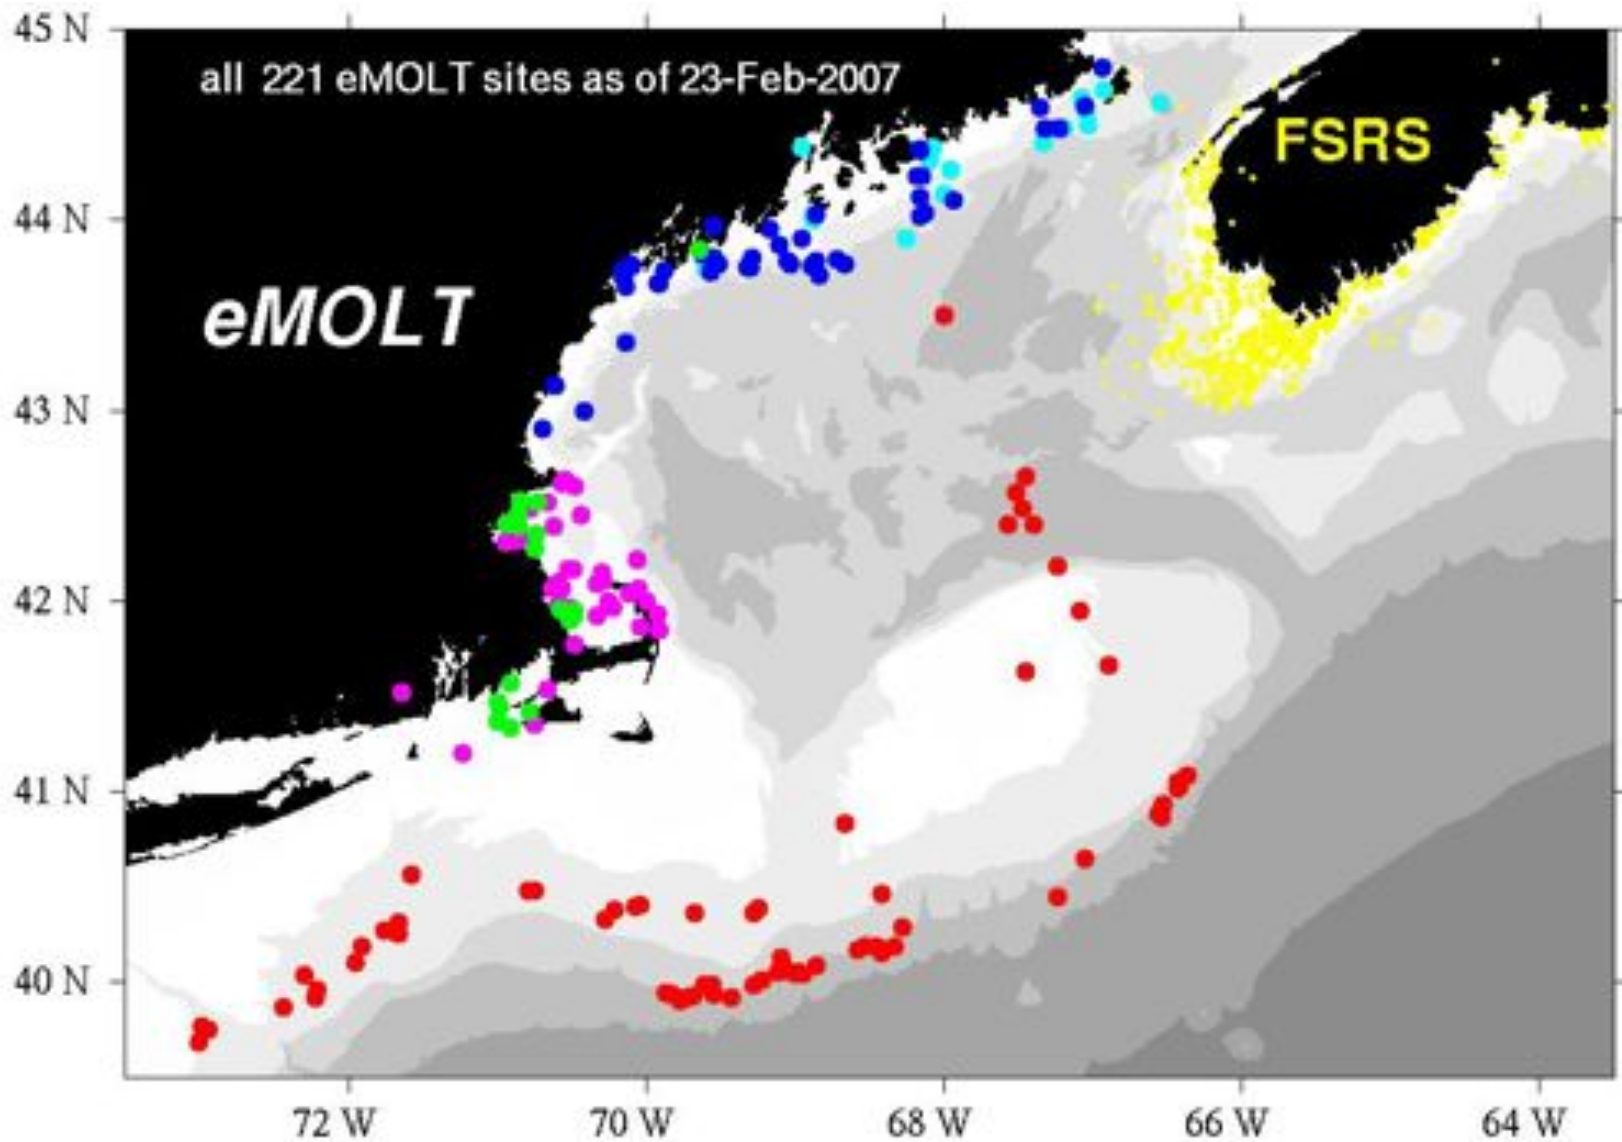 45 N
all 221 eMOLT sites as of 23-Feb-2007
FSRS
44 N
eMOLT
43 N
42 N
41 N
40 N
72 W 70 W 68 W 66 W 64 W